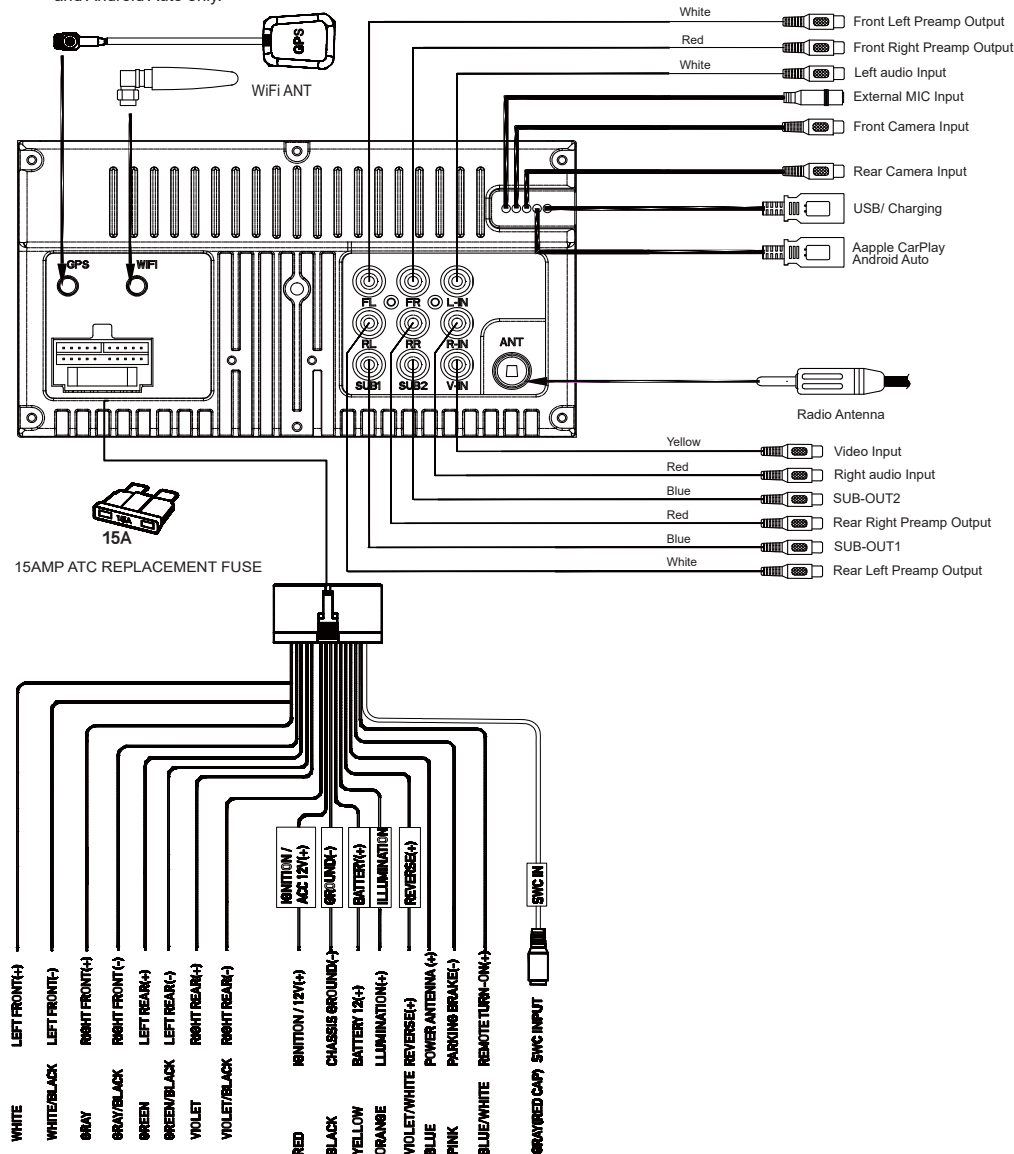 and Android Auto only.
White
Front Left Preamp Output
Red
Front Right Preamp Output
White
Left audio Input
External MIC Input
Front Camera Input
Rear Camera Input
USB/ Charging
Aapple CarPlay
Android Auto
GPS
WiFi ANT
GPS
WIFI
FL
FR
L-IN
RL
RR
R-IN
SUB1
SUB2
V-IN
ANT
Radio Antenna
Yellow
Video Input
Red
Right audio Input
Blue
SUB-OUT2
Red
Rear Right Preamp Output
Blue
SUB-OUT1
White
Rear Left Preamp Output
15A
15A
15AMP ATC REPLACEMENT FUSE
IGNITION /
ACC 12V(+)
GROUND(-)
BATTERY(+)
ILLUMINATION
REVERSE(+)
SWC IN
WHITE LEFT FRONT(+)
WHITE/BLACK LEFT FRONT(-)
GRAY RIGHT FRONT(+)
GRAY/BLACK RIGHT FRONT(-)
GREEN LEFT REAR(+)
GREEN/BLACK LEFT REAR(-)
VIOLET RIGHT REAR(+)
VIOLET/BLACK RIGHT REAR(-)
RED IGNITION / 12V(+)
BLACK CHASSIS GROUND(-)
YELLOW BATTERY 12(+)
ORANGE ILLUMINATION(+)
VIOLET/WHITE REVERSE(+)
BLUE POWER ANTENNA (+)
PINK PARKING BRAKE(-)
BLUE/WHITE REMOTE TURN-ON(+)
GRAY(RED CAP) SWC INPUT